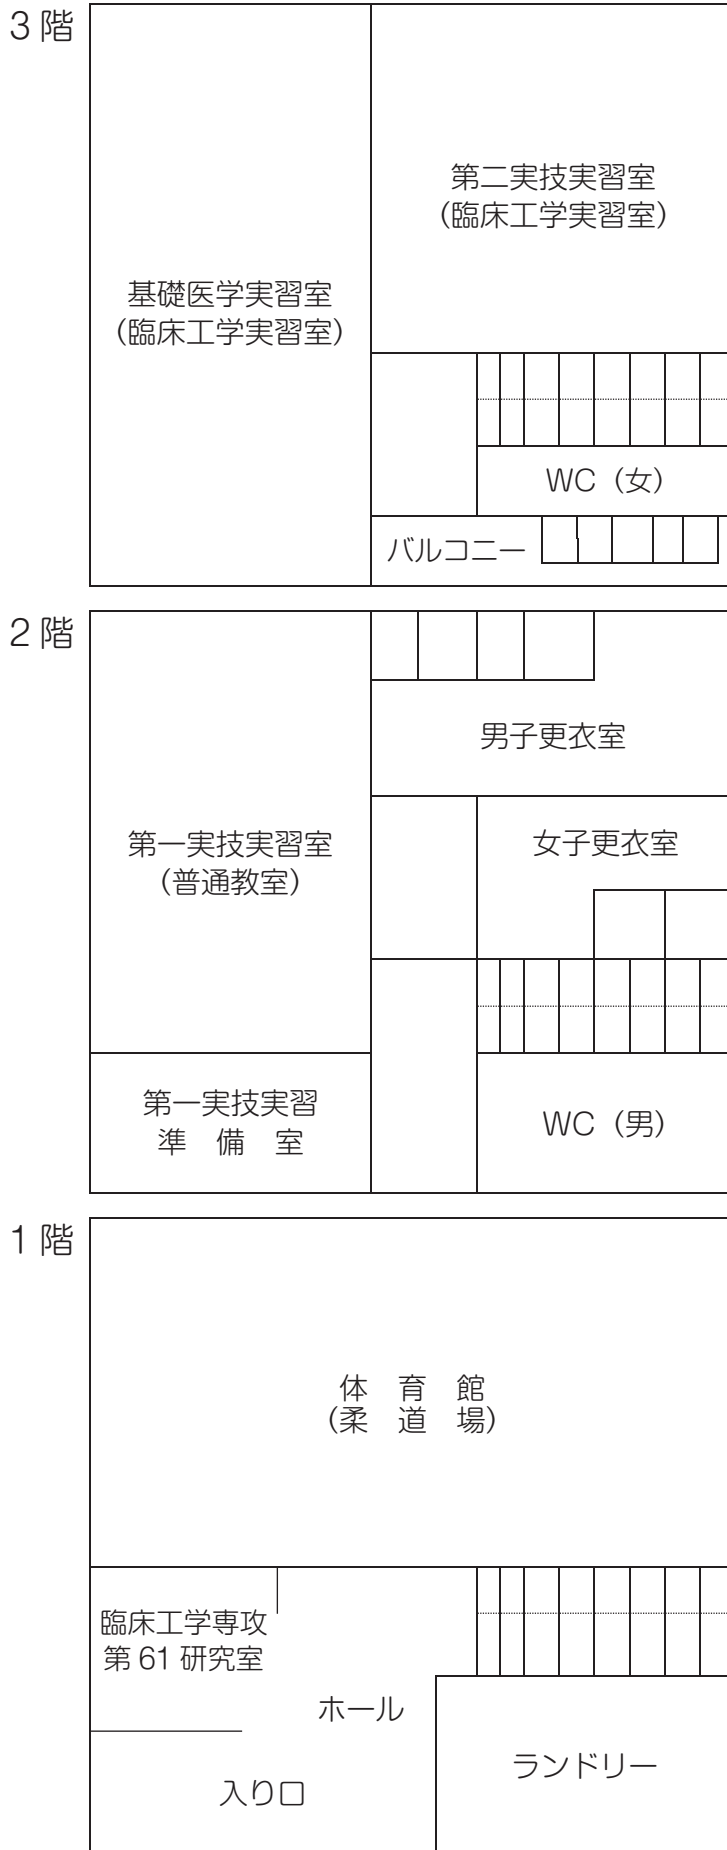 3階
第二実技実習室
(臨床工学実習室)
基礎医学実習室
(臨床工学実習室)
WC（女）
バルコニー
2階
男子更衣室
第一実技実習室
(普通教室)
女子更衣室
第一実技実習
準　備　室
WC（男）
1階
体　育　館
(柔　道　場)
臨床工学専攻
第61研究室
ホール
ランドリー
入り口